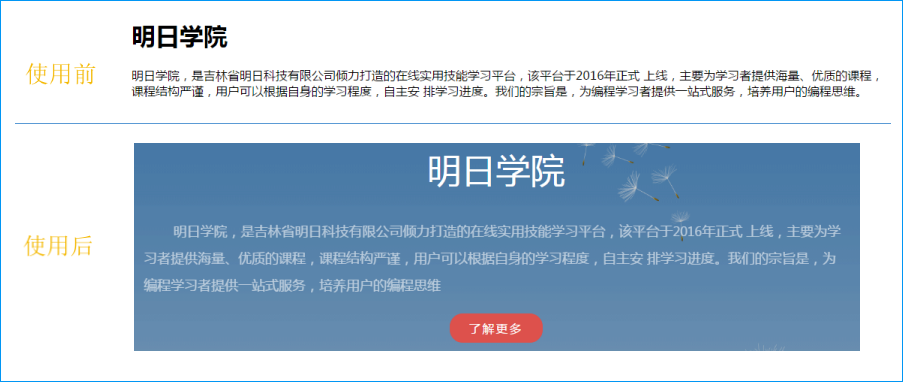 明日学院
使用前
明日学院，是吉林省明日科技有限公司倾力打造的在线实用技能学习平台，该平台于2016年正式 上线，主要为学习者提供海量、优质的课程，
课程结构严谨，用户可以根据自身的学习程度，自主安 排学习进度。我们的宗旨是，为编程学习者提供一站式服务，培养用户的编程思维。
明日学院
使用后
明日学院，是吉林省明日科技有限公司倾力打造的在线实用技能学习平台，该平台于2016年正式 上线，主要为学
习者提供海量、优质的课程，课程结构严谨，用户可以根据自身的学习程度，自主安 排学习进度。我们的宗旨是，为
编程学习者提供一站式服务，培养用户的编程思维
了解更多